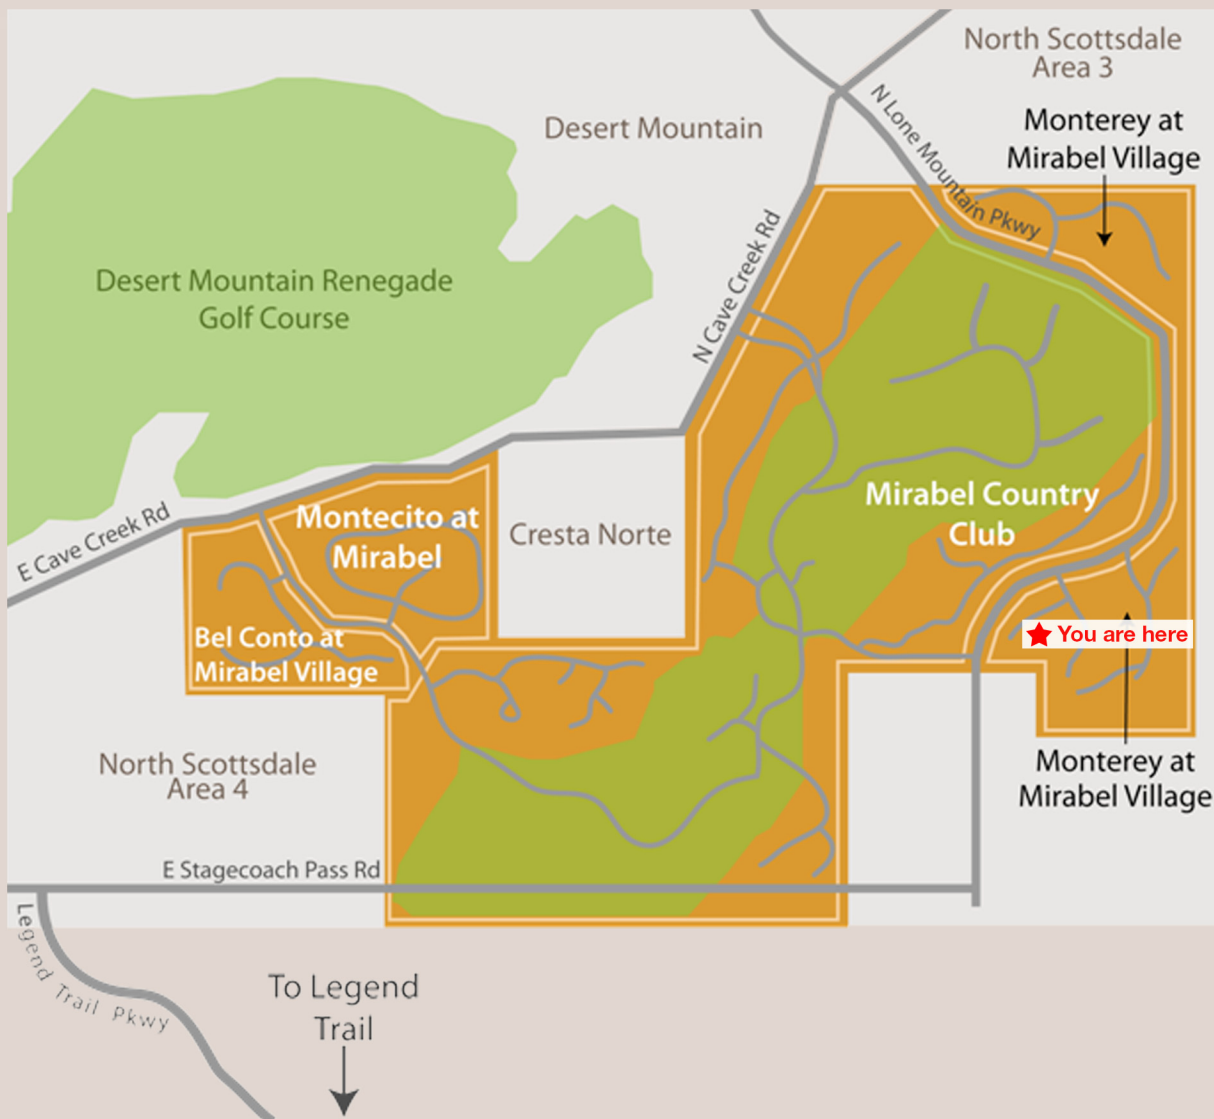 North Scottsdale
Area 3
N Lone Mountain Pkwy
Monterey at
Mirabel Village
Desert Mountain
N Cave Creek Rd
Desert Mountain Renegade
Golf Course
Mirabel Country
Club
Montecito at
Mirabel
Cresta Norte
E Cave Creek Rd
Bel Conto at
Mirabel Village
You are here
North Scottsdale
Area 4
Monterey at
Mirabel Village
E Stagecoach Pass Rd
Legend Trail Pkwy
To Legend
Trail